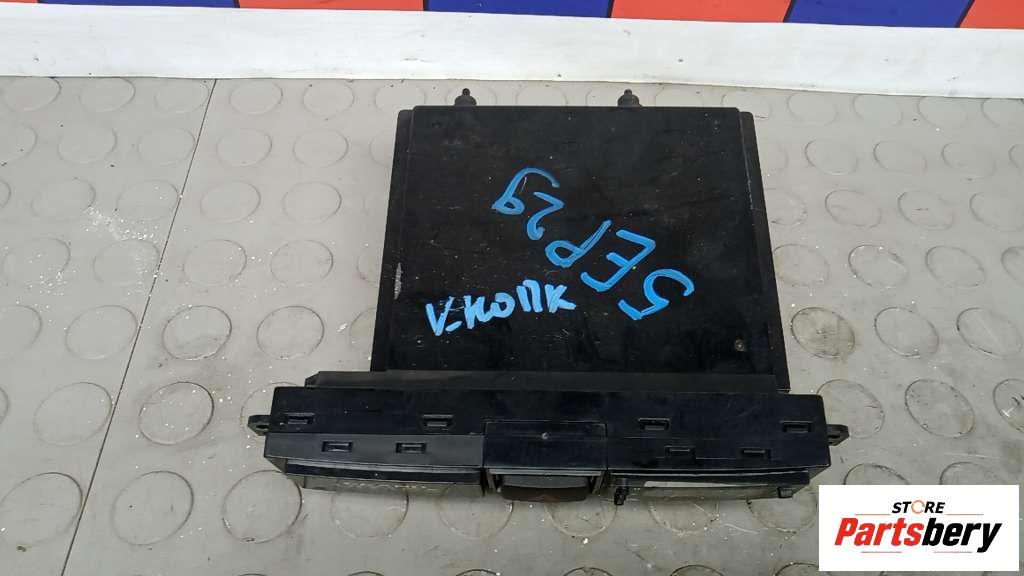 5EP29
V-КОПК
STORE
Partsbery